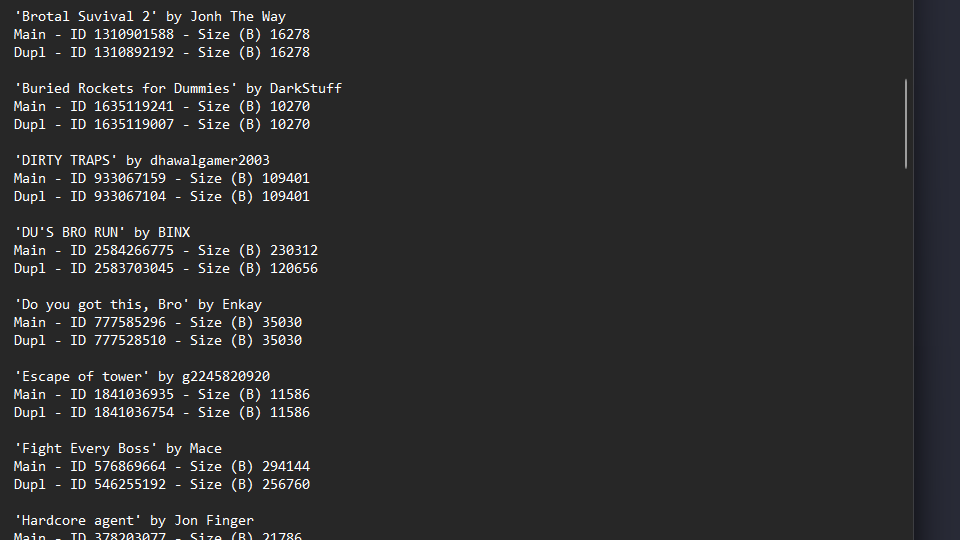 'Brotal Suvival 2' by Jonh The Way
Main - ID 1310901588 - Size (B) 16278
Dupl - ID 1310892192 - Size (B) 16278
'Buried Rockets for Dummies' by DarkStuff
Main - ID 1635119241 - Size (B) 10270
Dupl - ID 1635119007 - Size (B) 10270
'DIRTY TRAPS' by dhawalgamer2003
Main - ID 933067159 - Size (B) 109401
Dupl - ID 933067104 - Size (B) 109401
'DU'S BRO RUN' by BINX
Main - ID 2584266775 - Size (B) 230312
Dupl - ID 2583703045 - Size (B) 120656
'Do you got this, Bro' by Enkay
Main - ID 777585296 - Size (B) 35030
Dupl - ID 777528510 - Size (B) 35030
'Escape of tower' by g2245820920
Main - ID 1841036935 - Size (B) 11586
Dupl - ID 1841036754 - Size (B) 11586
'Fight Every Boss' by Mace
Main - ID 576869664 - Size (B) 294144
Dupl - ID 546255192 - Size (B) 256760
'Hardcore agent' by Jon Finger
Main - ID 378203077 - Size (B) 21786